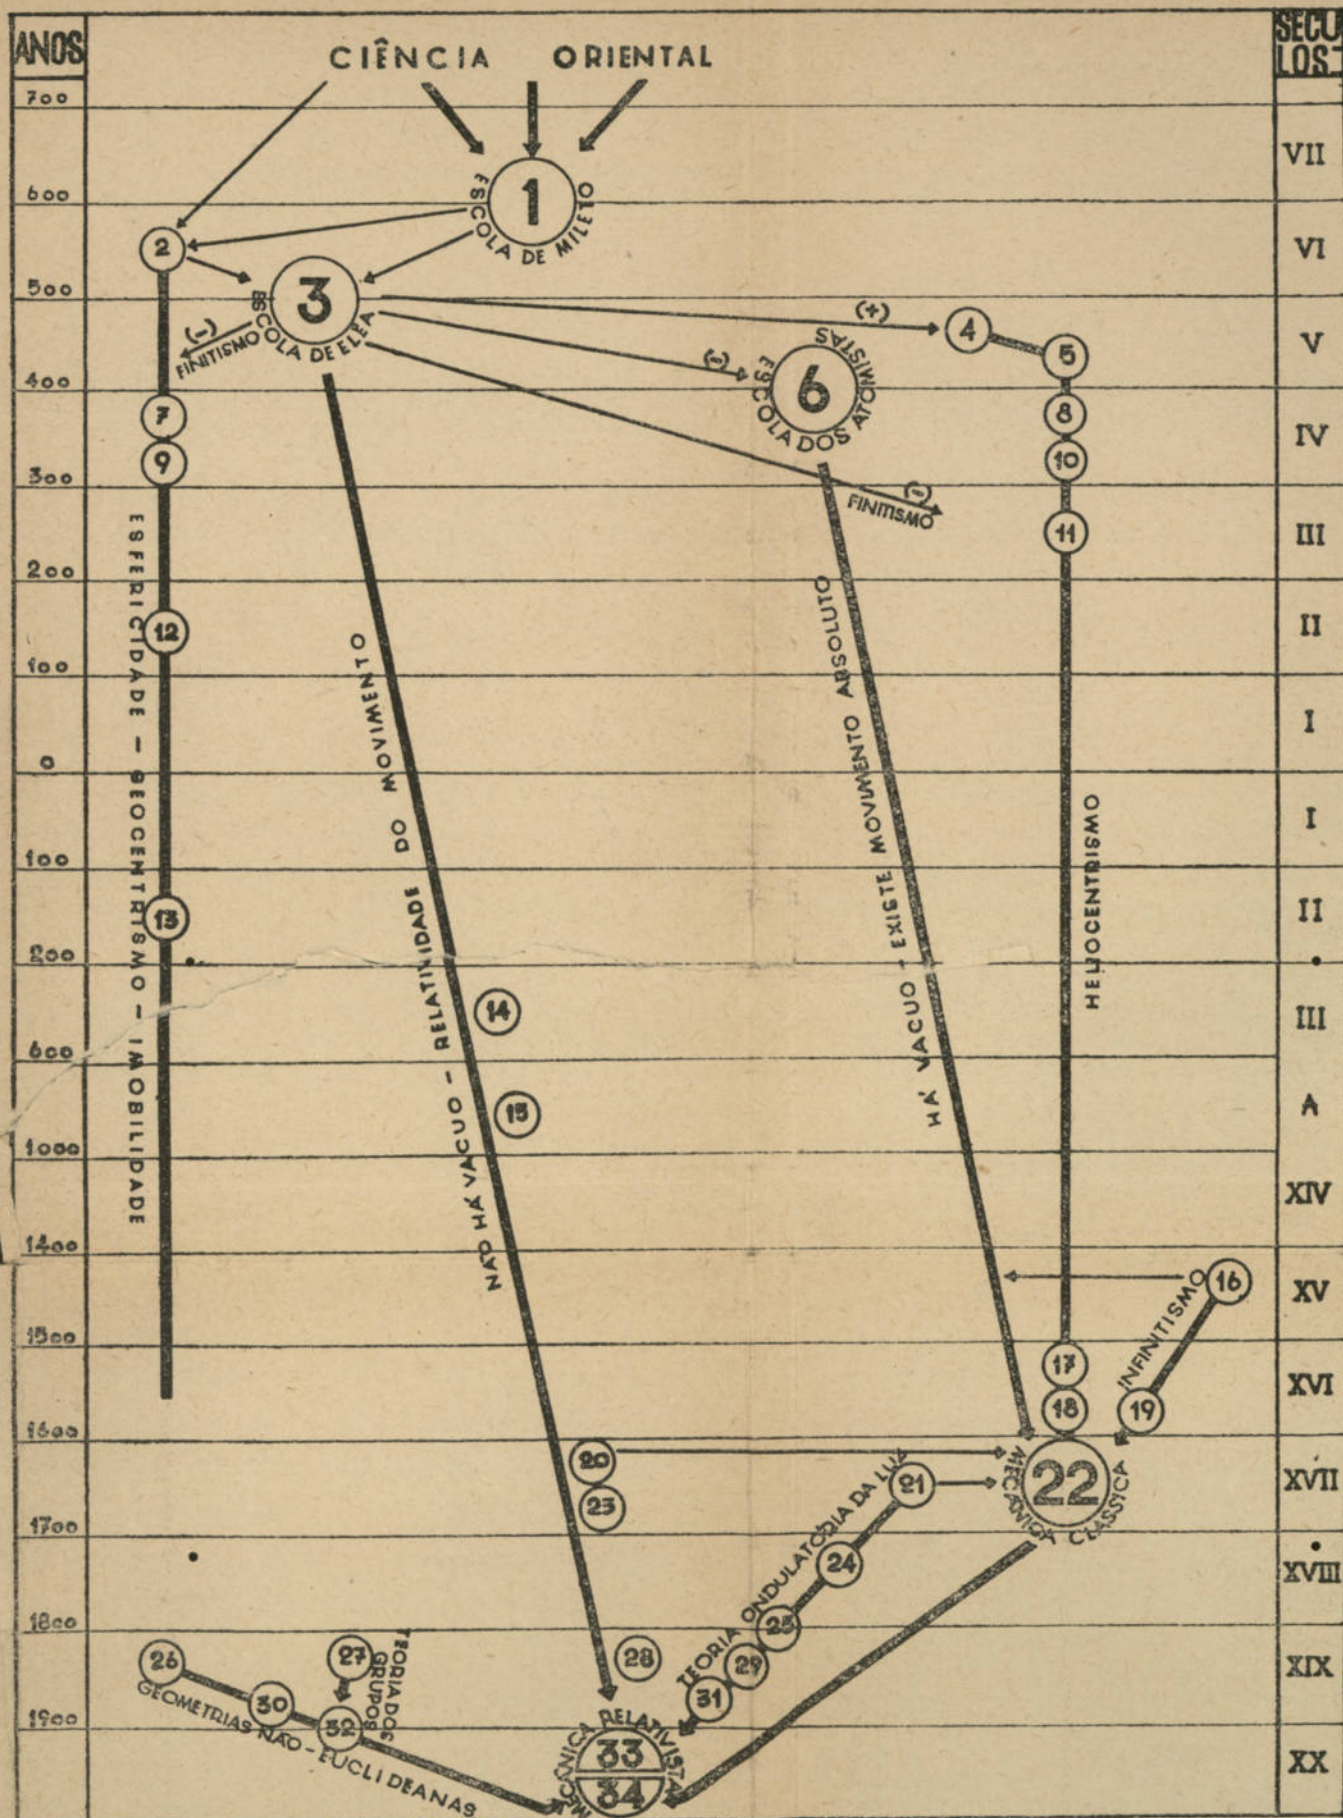 ANOS
SECU
LOS-
CIÊNCIA ORIENTAL
700
VII
1
ESCOLA DE MILETO
600
2
VI
500
3
ESCOLA DE ELEA
(-)
FINITISMO
(+)
4
V
5
(-)
6
ESCOLA DOS ATOMISTAS
400
7
8
IV
9
10
300
(-)
FINITISMO
11
III
200
12
II
100
I
0
I
100
13
II
200
14
III
600
15
A
1000
XIV
1400
16
XV
1500
17
XVI
18
19
1600
20
21
22
XVII
23
1700
24
XVIII
1800
25
26
27
28
29
XIX
30
31
1900
32
33
34
XX
ESFERICIDADE - GEOCENTRISMO - IMOBILIDADE
NÃO HÁ VACUO - RELATIVIDADE DO MOVIMENTO
HÁ VACUO - EXISTE MOVIMENTO ABSOLUTO
HELIOCENTRISMO
INFINITISMO
MECÂNICA CLASSICA
TEORIA ONDULATORIA DA LUZ
TEORIA DOS
GRUPOS
GEOMETRIAS NÃO-EUCLIDEANAS
MECÂNICA RELATIVISTA